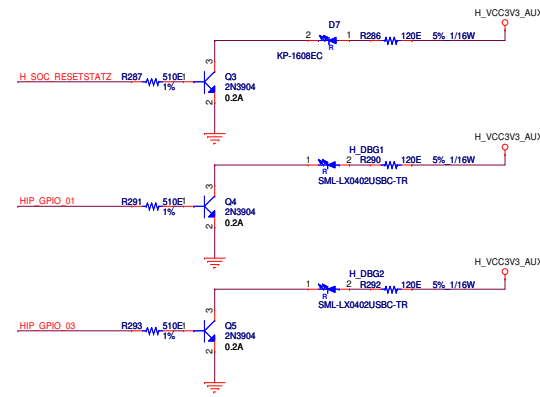 H_VCC3V3_AUX
D7
2 1 R286 120E 5% 1/16W
R
KP-1608EC
3
H_SOC_RESETSTATZ R287 510E 1 Q3
1% 2N3904
2 0.2A
H_VCC3V3_AUX
H_DBG1
1 2 R290 120E 5% 1/16W
R
SML-LX0402USBC-TR
3
HIP_GPIO_01 R291 510E 1 Q4
1% 2N3904
2 0.2A
H_VCC3V3_AUX
H_DBG2
1 2 R292 120E 5% 1/16W
R
SML-LX0402USBC-TR
3
HIP_GPIO_03 R293 510E 1 Q5
1% 2N3904
2 0.2A